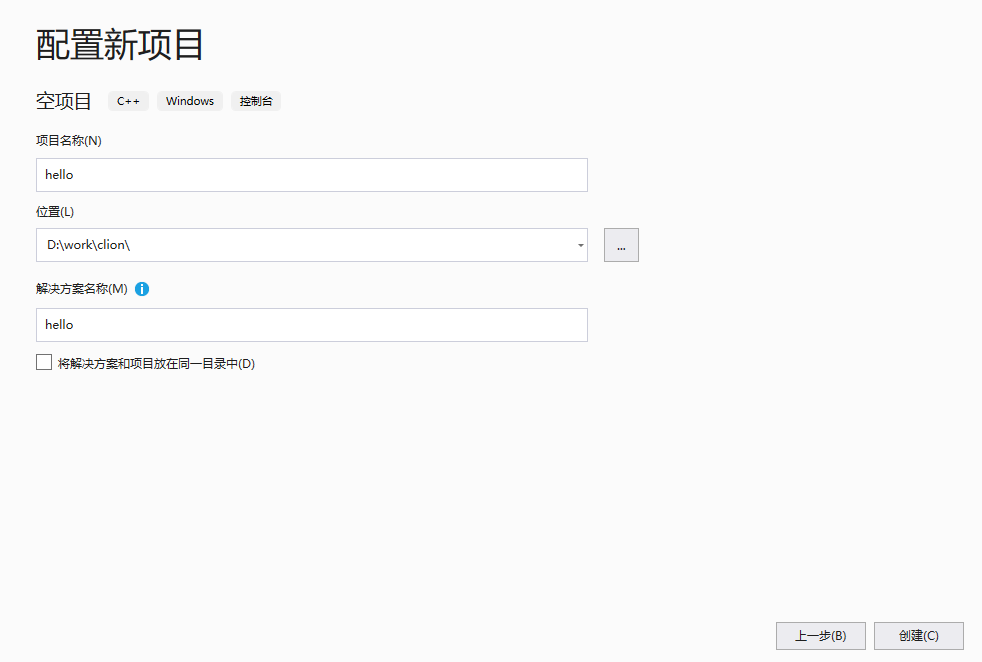 配置新项目
空项目 C++ Windows 控制台
项目名称(N)
hello
位置(L)
D:\work\clion\
...
解决方案名称(M)
hello
将解决方案和项目放在同一目录中(D)
上一步(B) 创建(C)